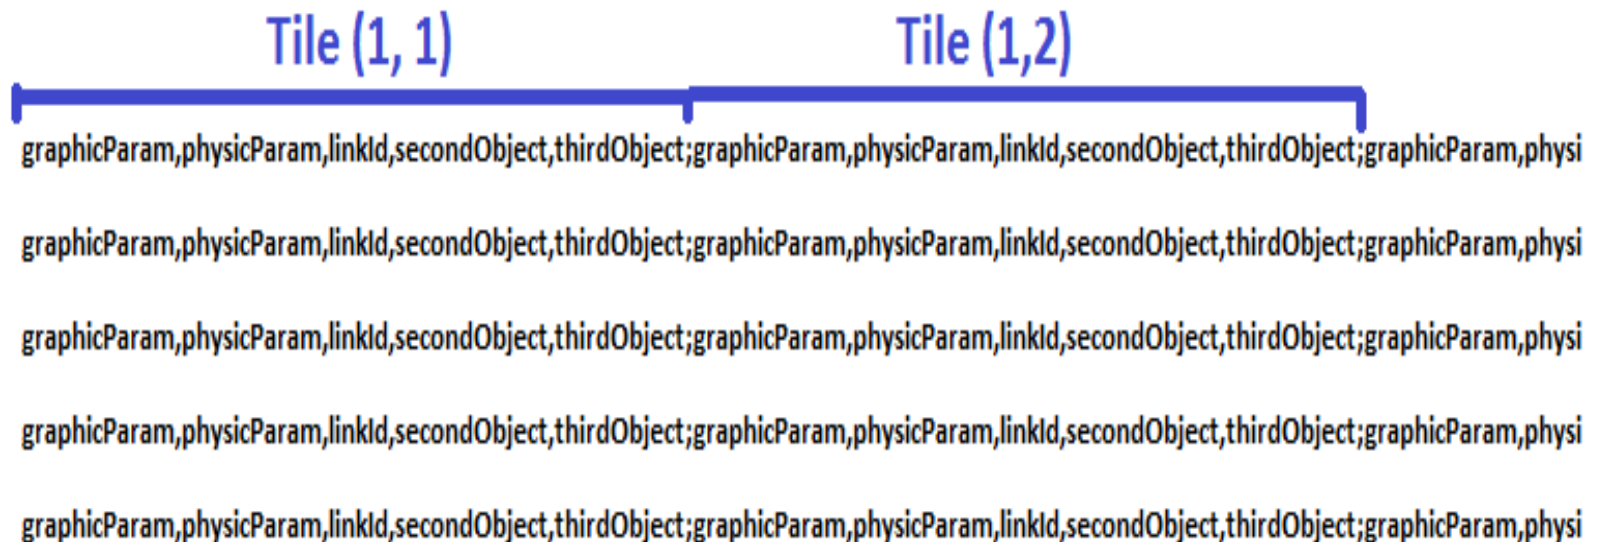 Tile (1, 1) Tile (1,2)
graphicParam,physicParam,linkId,secondObject,thirdObject;graphicParam,physicParam,linkId,secondObject,thirdObject;graphicParam,physi
graphicParam,physicParam,linkId,secondObject,thirdObject;graphicParam,physicParam,linkId,secondObject,thirdObject;graphicParam,physi
graphicParam,physicParam,linkId,secondObject,thirdObject;graphicParam,physicParam,linkId,secondObject,thirdObject;graphicParam,physi
graphicParam,physicParam,linkId,secondObject,thirdObject;graphicParam,physicParam,linkId,secondObject,thirdObject;graphicParam,physi
graphicParam,physicParam,linkId,secondObject,thirdObject;graphicParam,physicParam,linkId,secondObject,thirdObject;graphicParam,physi